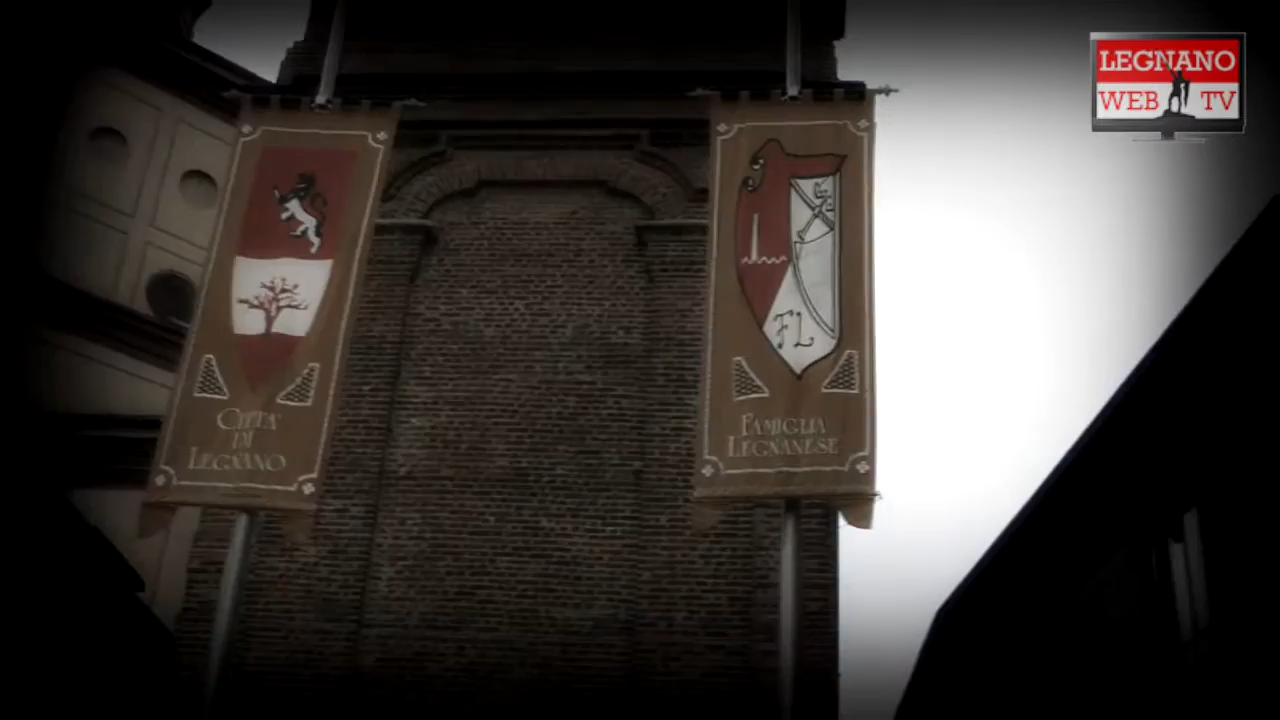 LEGNANO
WEB TV
FL
CITTA'
DI
LEGNANO
FAMIGLIA
LEGNANESE